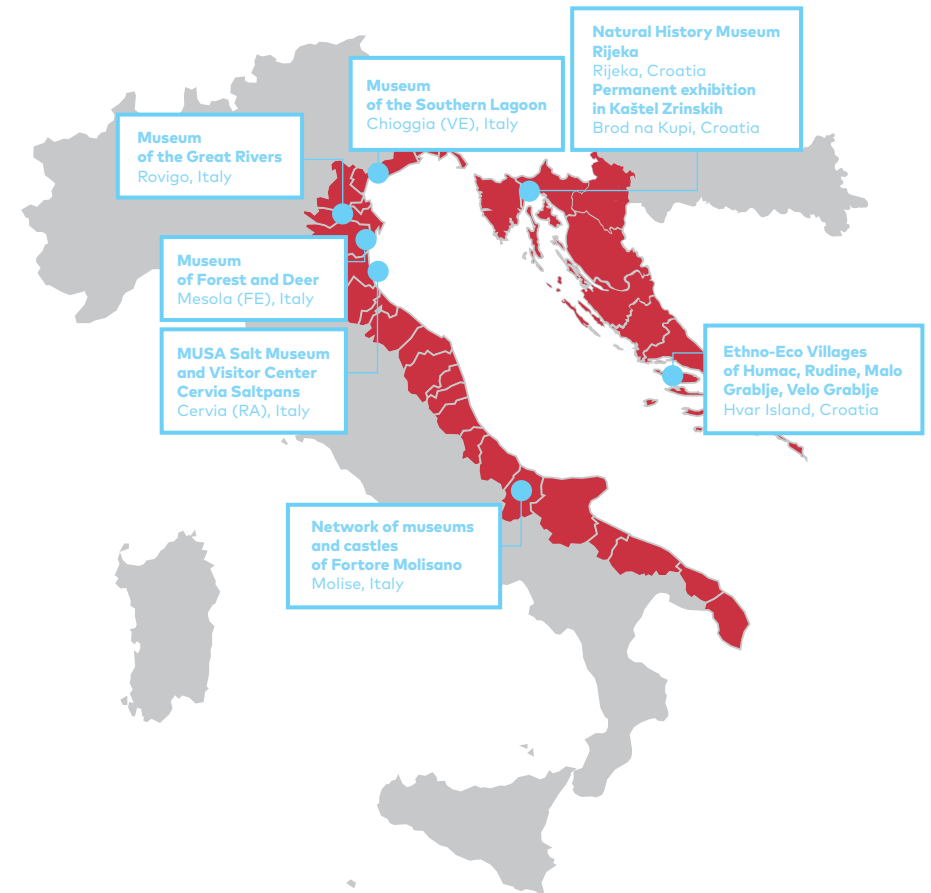 Natural History Museum
Rijeka
Rijeka, Croatia
Permanent exhibition
in Kaštel Zrinskih
Brod na Kupi, Croatia
Museum
of the Southern Lagoon
Chioggia (VE), Italy
Museum
of the Great Rivers
Rovigo, Italy
Museum
of Forest and Deer
Mesola (FE), Italy
MUSA Salt Museum
and Visitor Center
Cervia Saltpans
Cervia (RA), Italy
Ethno-Eco Villages
of Humac, Rudine, Malo
Grablje, Velo Grablje
Hvar Island, Croatia
Network of museums
and castles
of Fortore Molisano
Molise, Italy